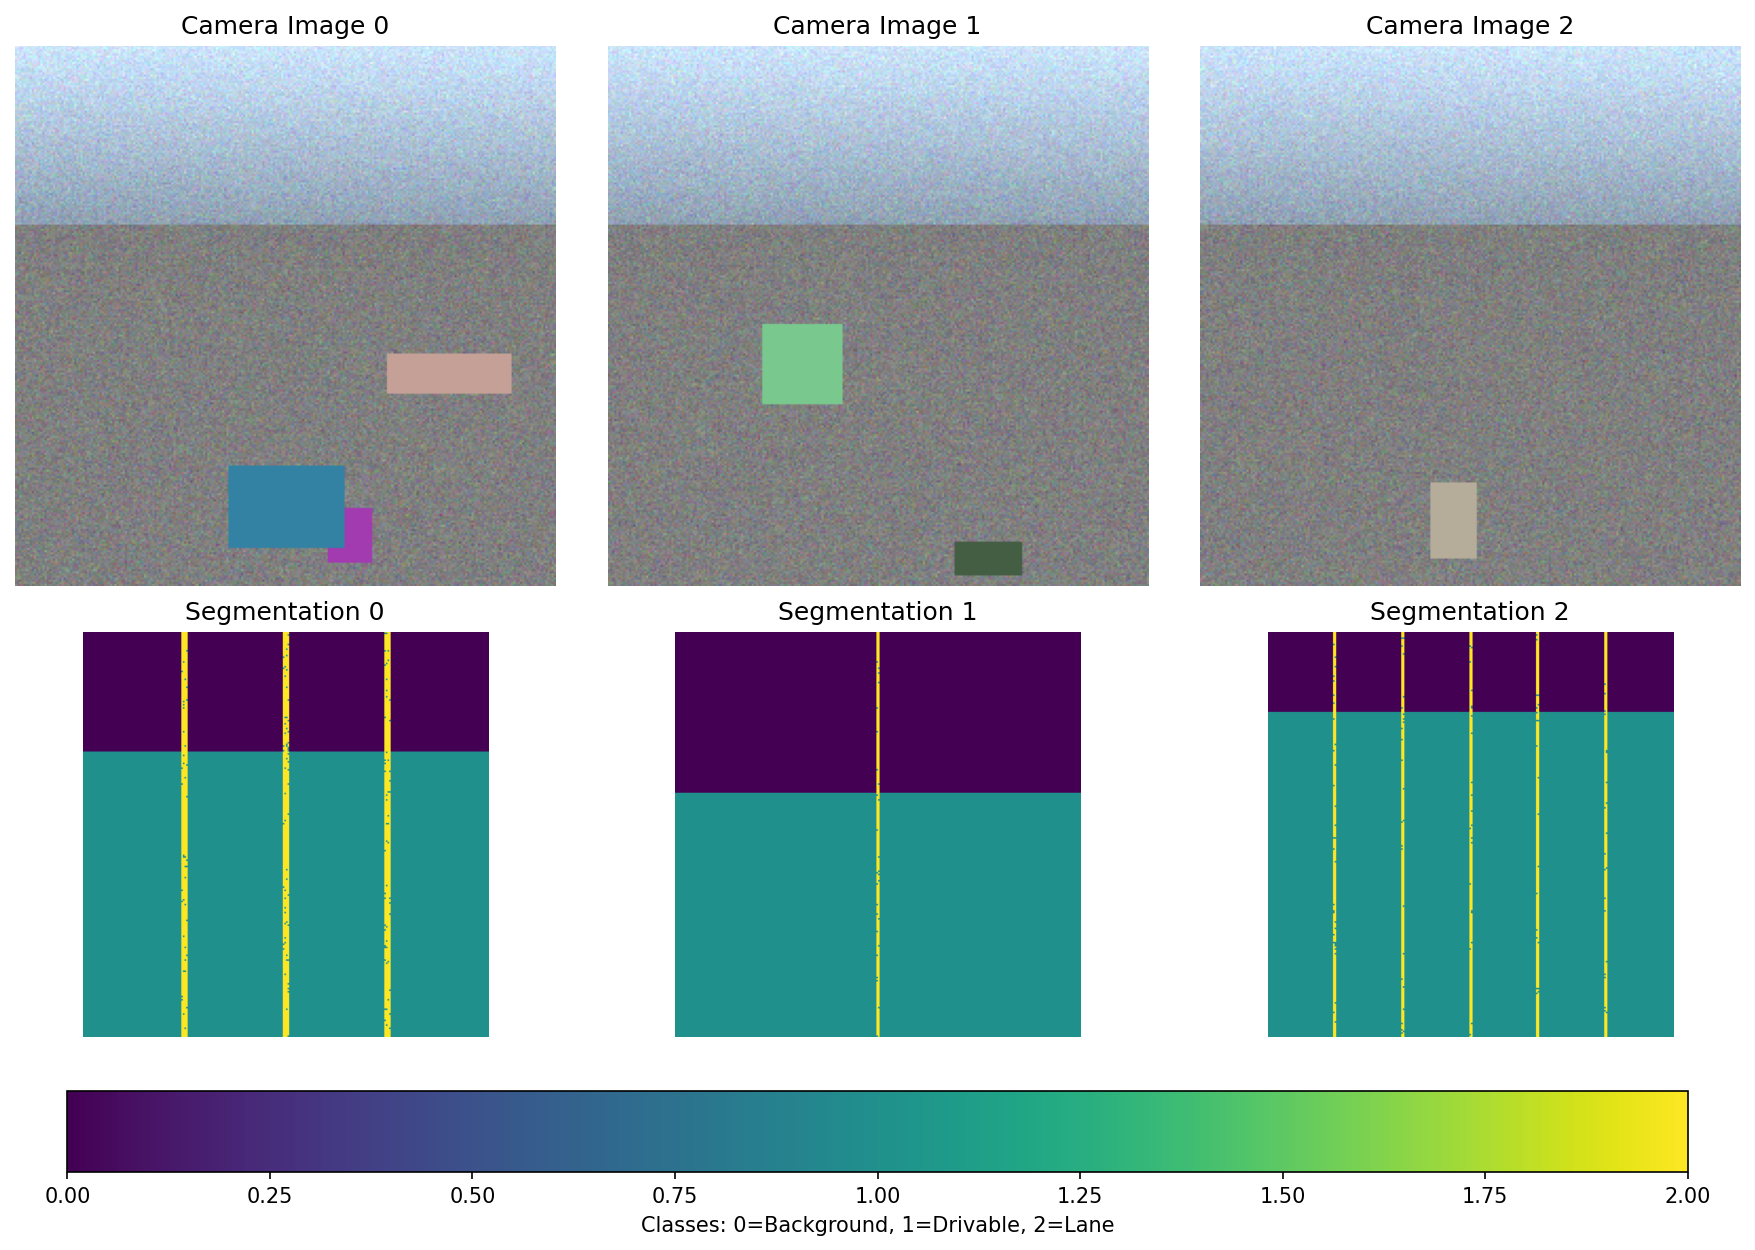 Camera Image 0
Camera Image 1
Camera Image 2
Segmentation 0
Segmentation 1
Segmentation 2
0.00 0.25 0.50 0.75 1.00 1.25 1.50 1.75 2.00
Classes: 0=Background, 1=Drivable, 2=Lane